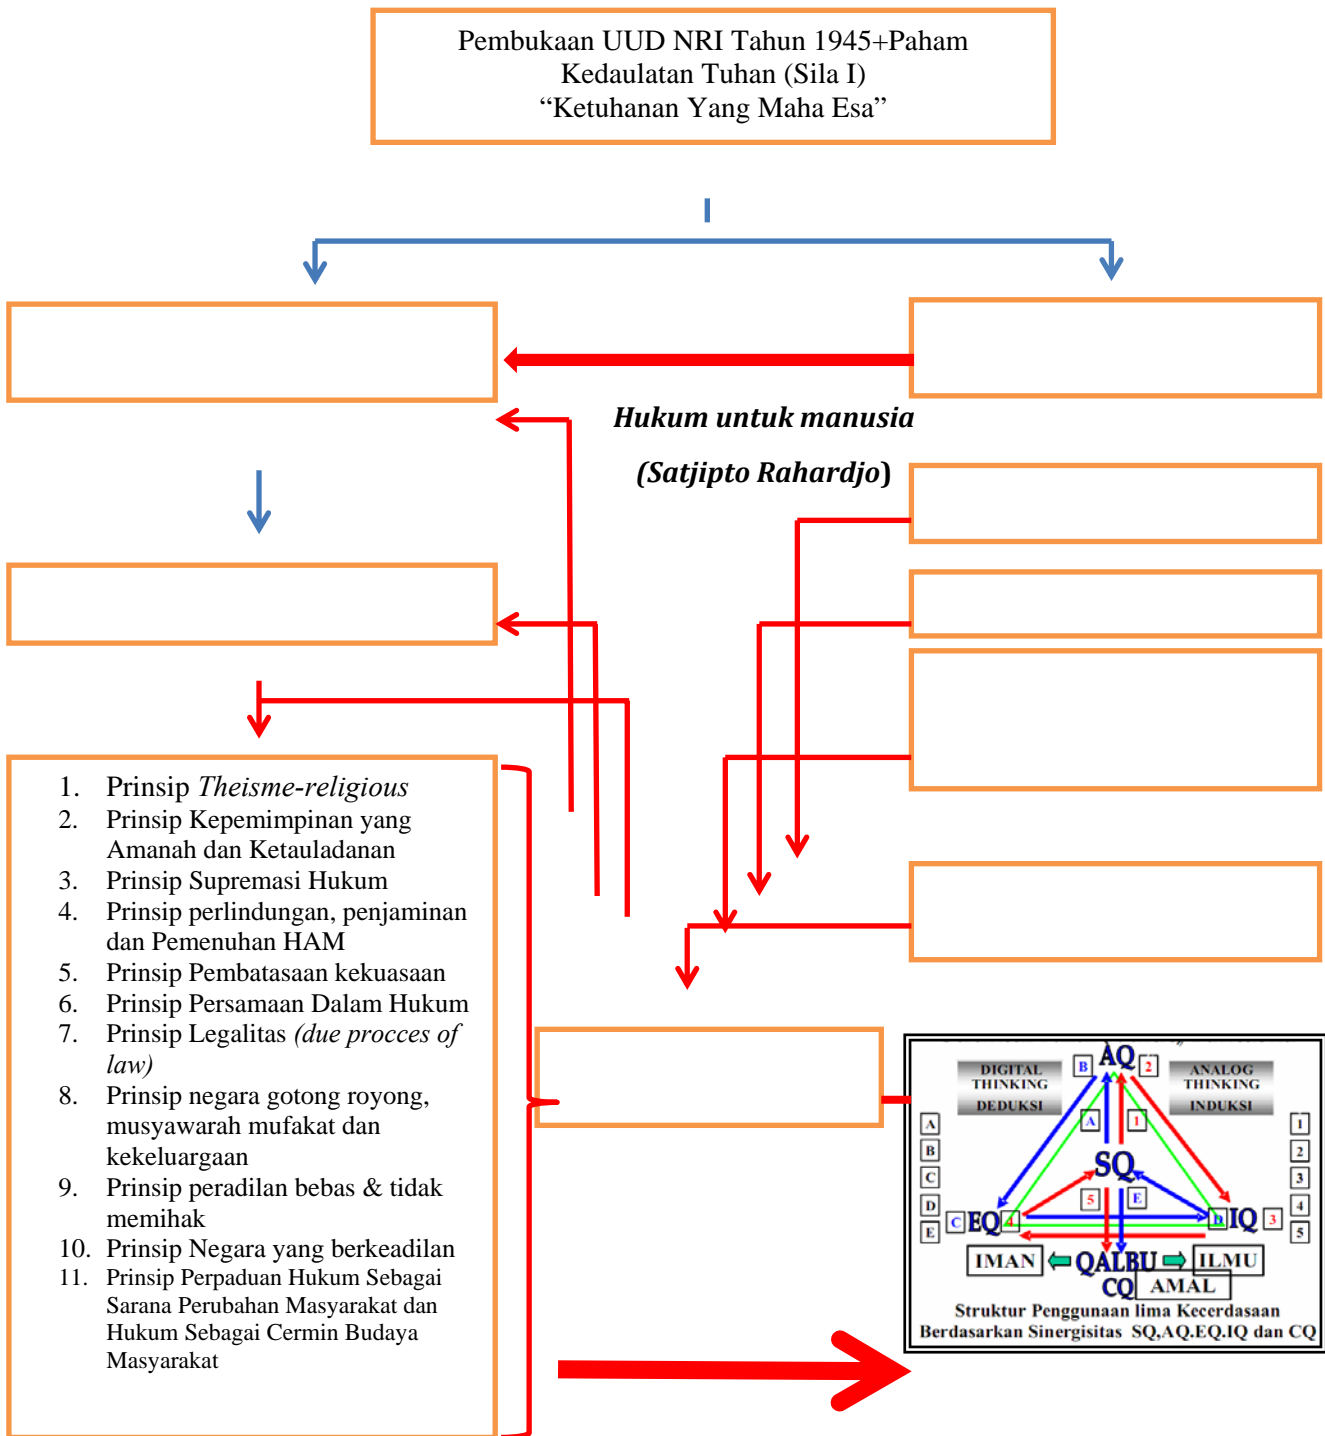 Pembukaan UUD NRI Tahun 1945+Paham
Kedaulatan Tuhan (Sila I)
“Ketuhanan Yang Maha Esa”
Hukum untuk manusia
(Satjipto Rahardjo)
1. Prinsip Theisme-religious
2. Prinsip Kepemimpinan yang
Amanah dan Ketauladanan
3. Prinsip Supremasi Hukum
4. Prinsip perlindungan, penjaminan
dan Pemenuhan HAM
5. Prinsip Pembatasaan kekuasaan
6. Prinsip Persamaan Dalam Hukum
7. Prinsip Legalitas (due procces of
law)
8. Prinsip negara gotong royong,
musyawarah mufakat dan
kekeluargaan
9. Prinsip peradilan bebas & tidak
memihak
10. Prinsip Negara yang berkeadilan
11. Prinsip Perpaduan Hukum Sebagai
Sarana Perubahan Masyarakat dan
Hukum Sebagai Cermin Budaya
Masyarakat
DIGITAL
THINKING
DEDUKSI
B AQ 2
ANALOG
THINKING
INDUKSI
A
B
C
D
E
A 1
SQ
5 E
C EQ 4
D IQ 3
1
2
3
4
5
IMAN QALBU ILMU
CQ AMAL
Struktur Penggunaan lima Kecerdasaan
Berdasarkan Sinergisitas SQ,AQ.EQ.IQ dan CQ